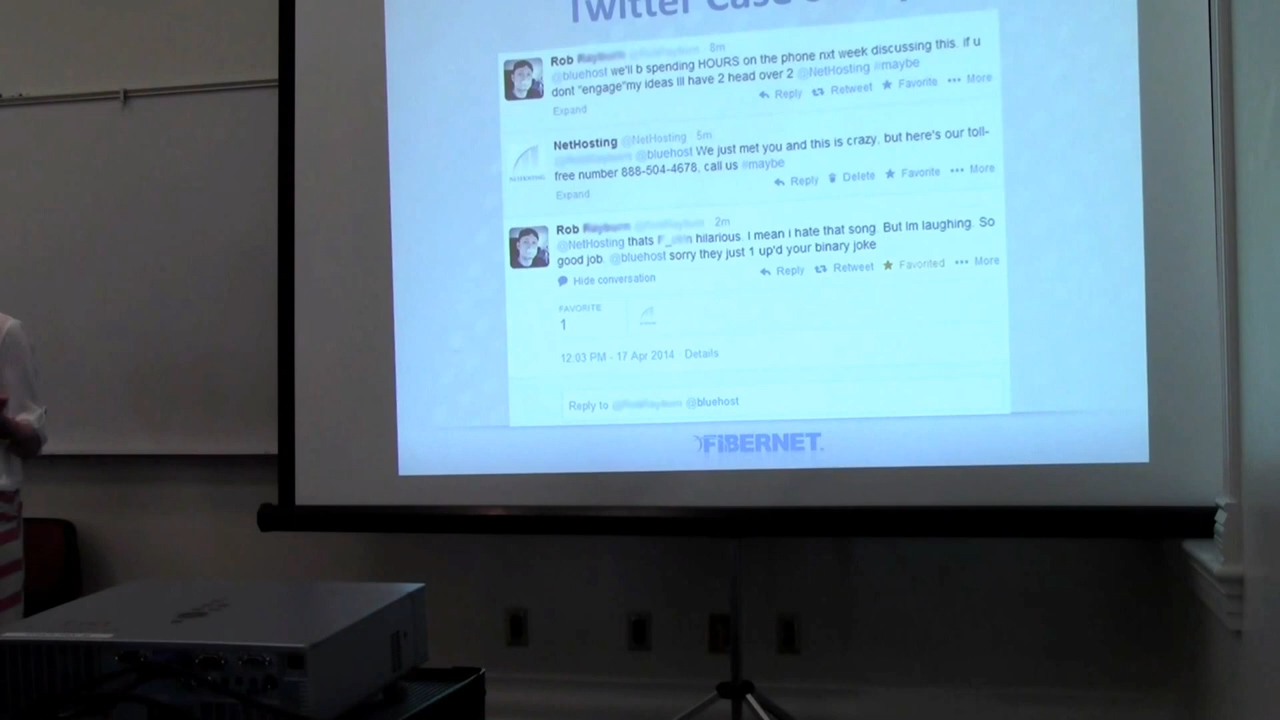 Twitter Case
Rob 8m
@bluehost we'll b spending HOURS on the phone nxt week discussing this. if u
dont "engage"my ideas Ill have 2 head over 2 @NetHosting #maybe
Reply Retweet Favorite More
Expand
NetHosting @NetHosting 5m
@bluehost We just met you and this is crazy, but here's our toll-
free number 888-504-4678, call us #maybe
Reply Delete Favorite More
Expand
NETHOSTING
Rob 2m
@NetHosting thats hilarious. I mean i hate that song. But Im laughing. So
good job. @bluehost sorry they just 1 up'd your binary joke
Reply Retweet Favorited More
Hide conversation
FAVORITE
1
12:03 PM - 17 Apr 2014 Details
Reply to @bluehost
FIBERNET